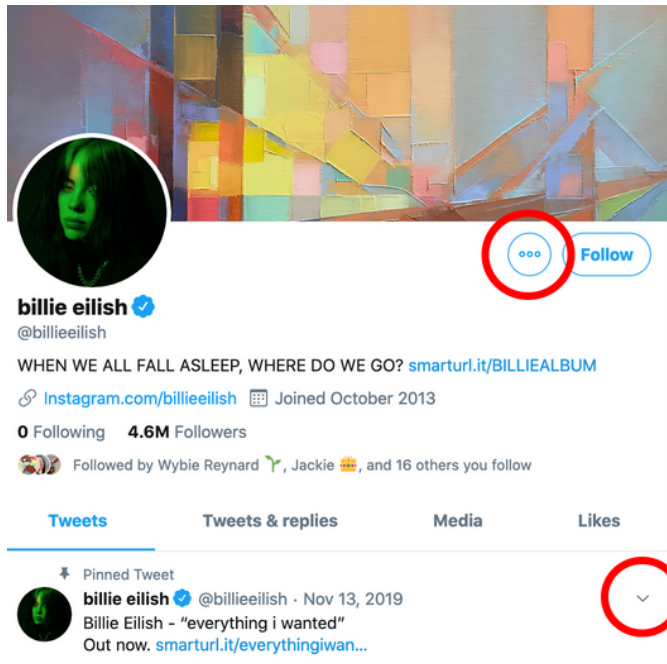 Follow
billie eilish
@billieeilish
WHEN WE ALL FALL ASLEEP, WHERE DO WE GO? smarturl.it/BILLIEALBUM
Instagram.com/billieeilish Joined October 2013
0 Following 4.6M Followers
Followed by Wybie Reynard 🌱, Jackie 👑, and 16 others you follow
Tweets Tweets & replies Media Likes
Pinned Tweet
billie eilish @billieeilish · Nov 13, 2019
Billie Eilish - “everything i wanted”
Out now. smarturl.it/everythingiwan...